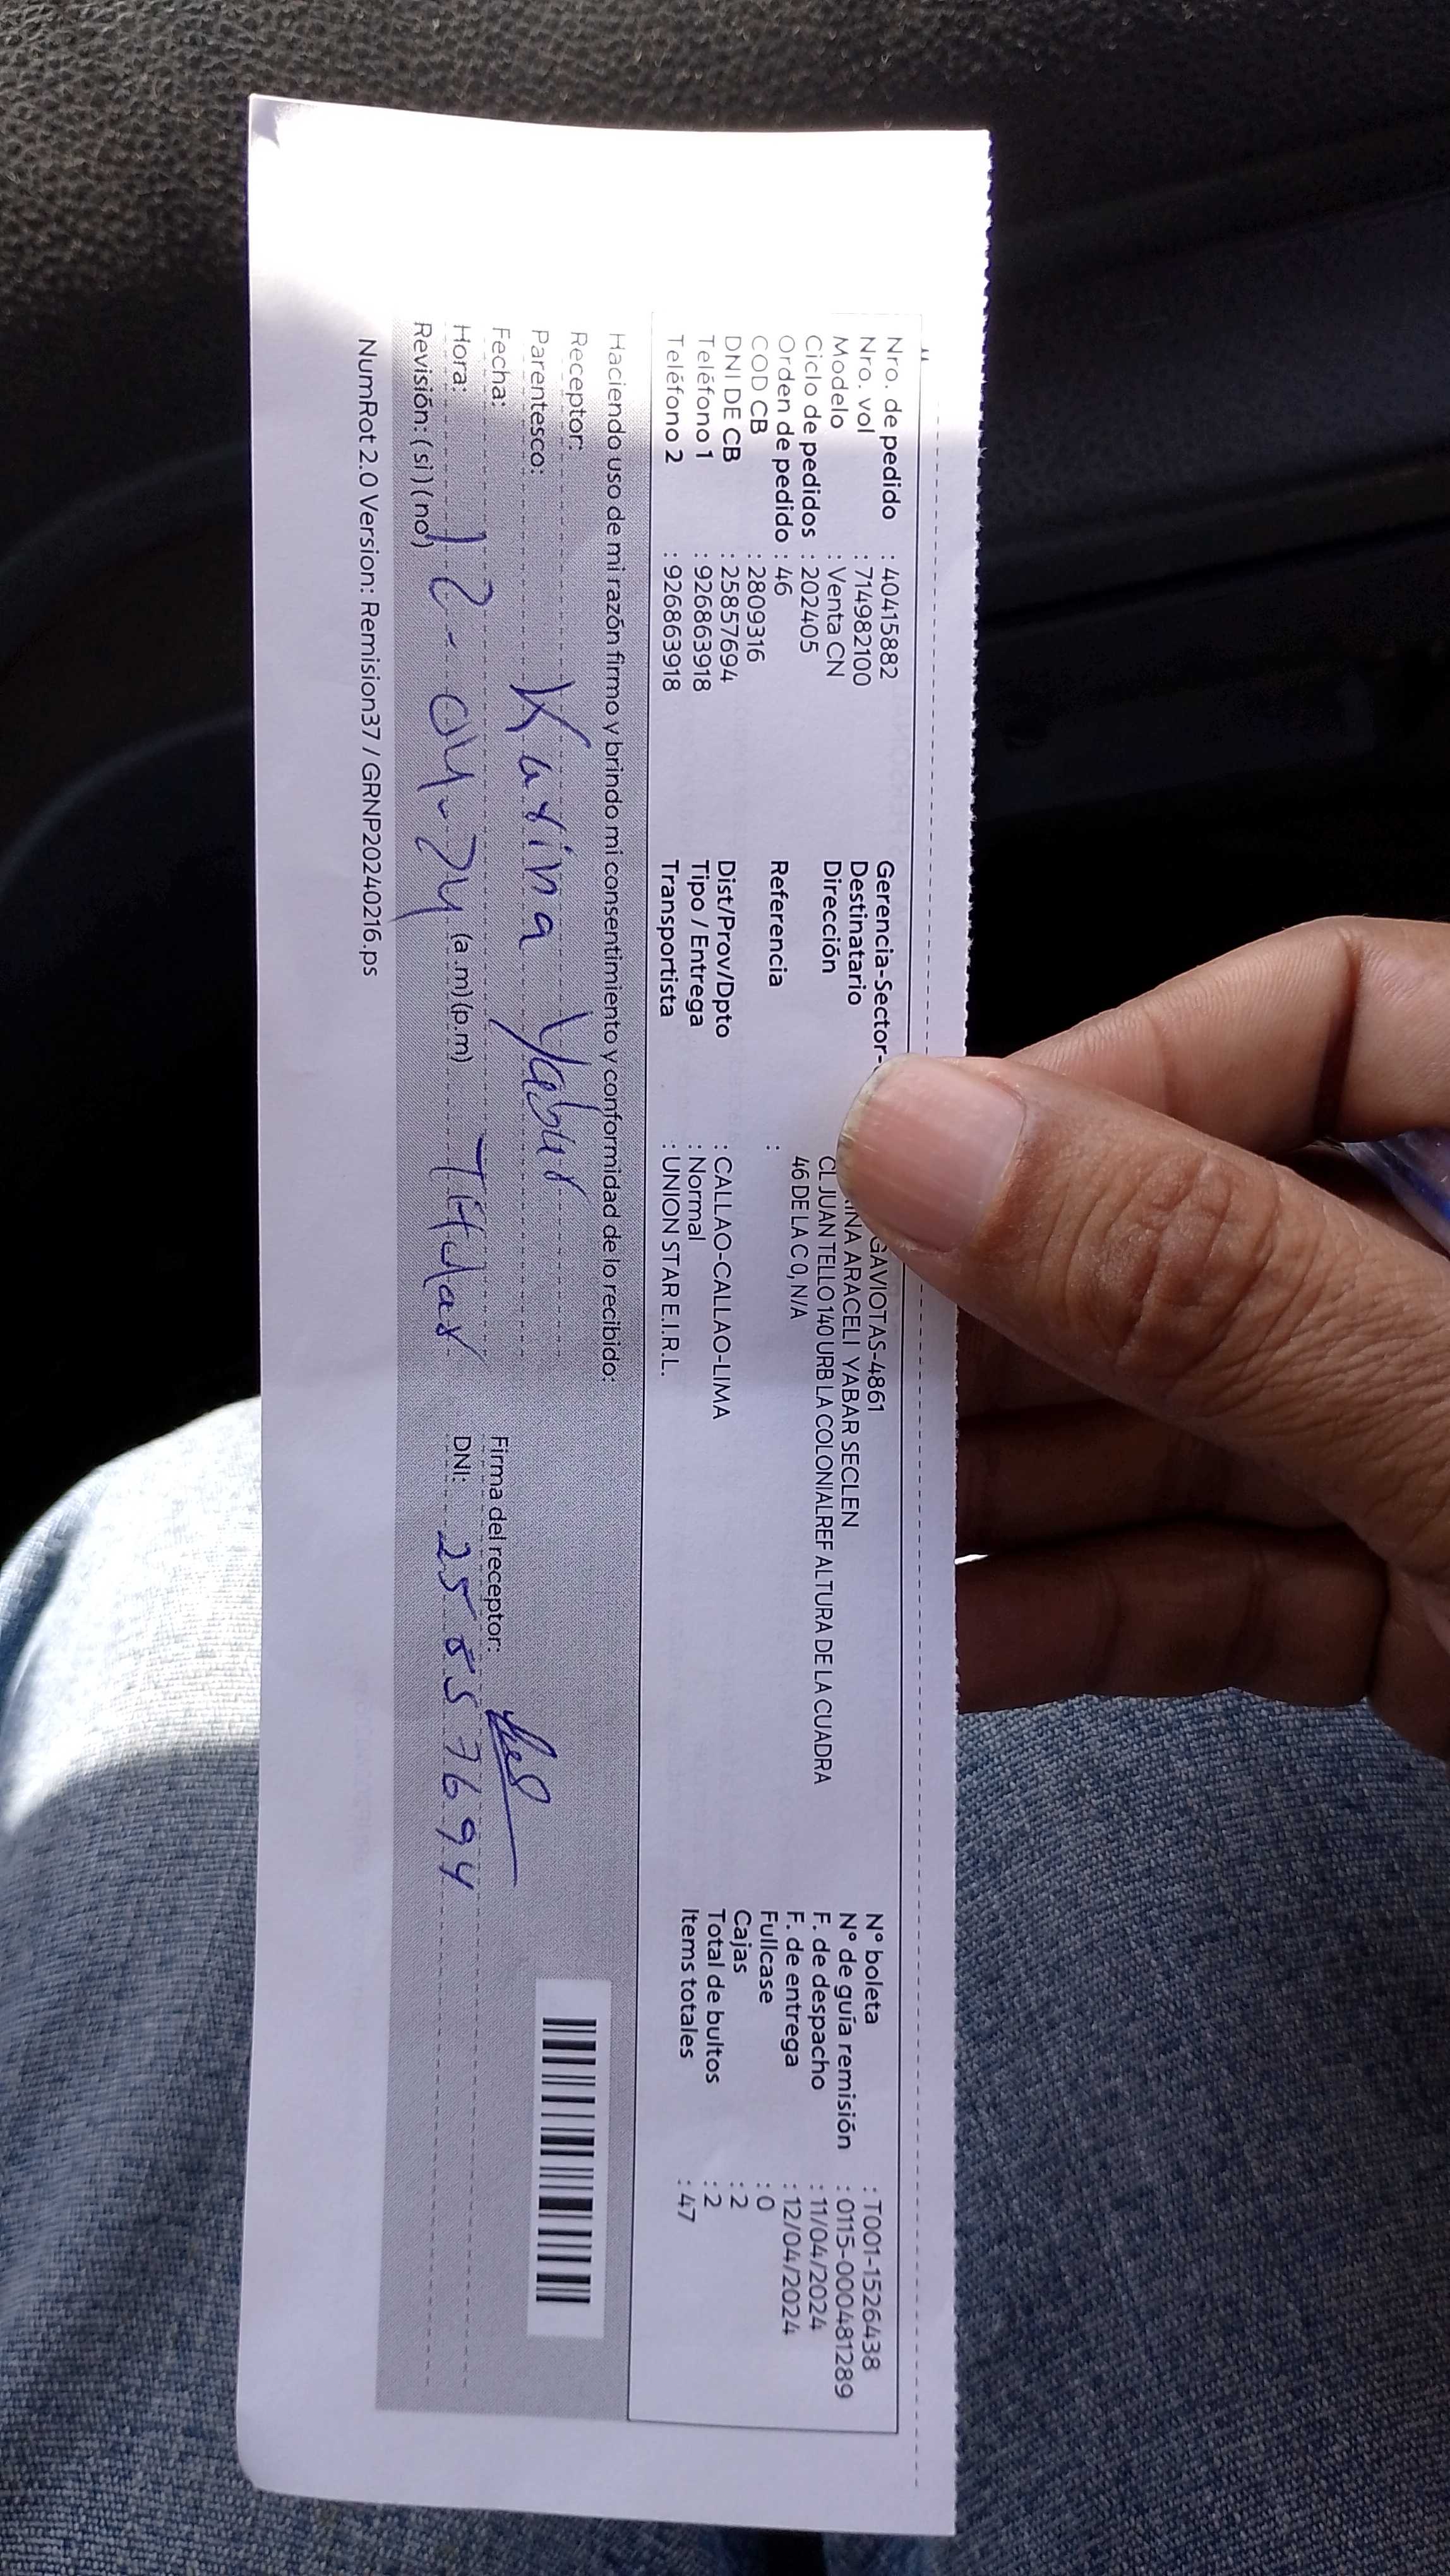 Nro. de pedido : 40415882
Nro. vol : 714982100
Modelo : Venta CN
Ciclo de pedidos : 202405
Orden de pedido : 46
COD CB : 2809316
DNI DE CB : 25857694
Teléfono 1 : 926863918
Teléfono 2 : 926863918
Gerencia-Sector- GAVIOTAS-4861
Destinatario INA ARACELI YABAR SECLEN
Dirección CL JUAN TELLO 140 URB LA COLONIALREF ALTURA DE LA CUADRA
46 DE LA C 0, N/A
Referencia :
Dist/Prov/Dpto : CALLAO-CALLAO-LIMA
Tipo / Entrega : Normal
Transportista : UNION STAR E.I.R.L.
N° boleta : T001-1526438
N° de guía remisión : 0115-000481289
F. de despacho : 11/04/2024
F. de entrega : 12/04/2024
Fullcase : 0
Cajas : 2
Total de bultos : 2
Items totales : 47
Haciendo uso de mi razón firmo y brindo mi consentimiento y conformidad de lo recibido:
Receptor: Karina Yabar
Parentesco:
Fecha: Titular
Hora: 12-04-24 (a.m)(p.m)
Revisión: (si) (no)
Firma del receptor:
DNI: 25857694
NumRot 2.0 Version: Remision37 / GRNP20240216.ps